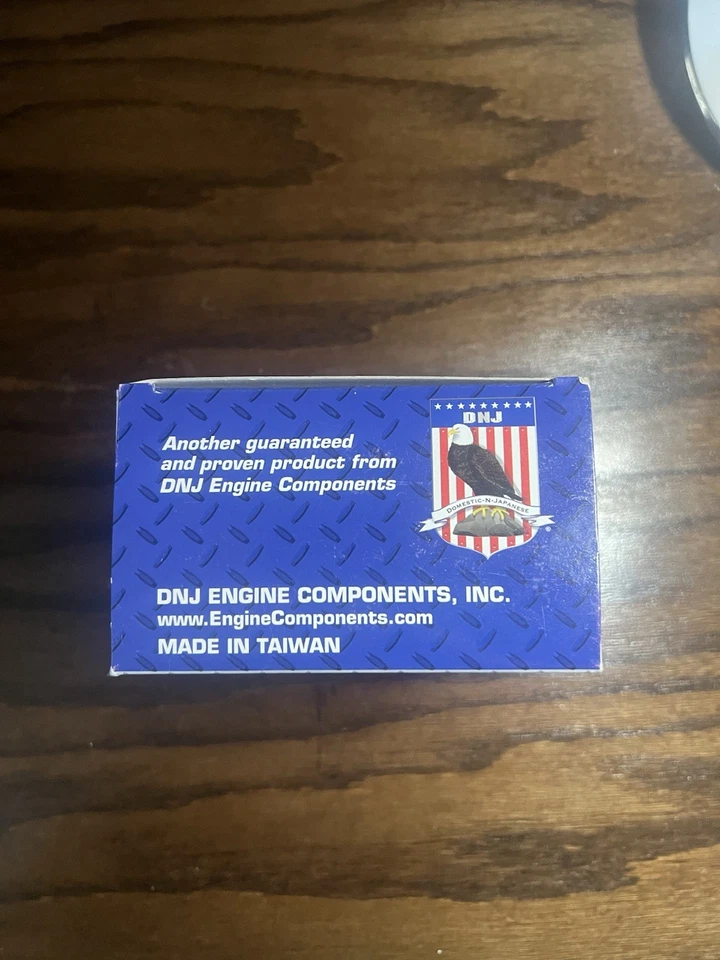 DNJ
DOMESTIC-N-JAPANESE
Another guaranteed
and proven product from
DNJ Engine Components
DNJ ENGINE COMPONENTS, INC.
www.EngineComponents.com
MADE IN TAIWAN